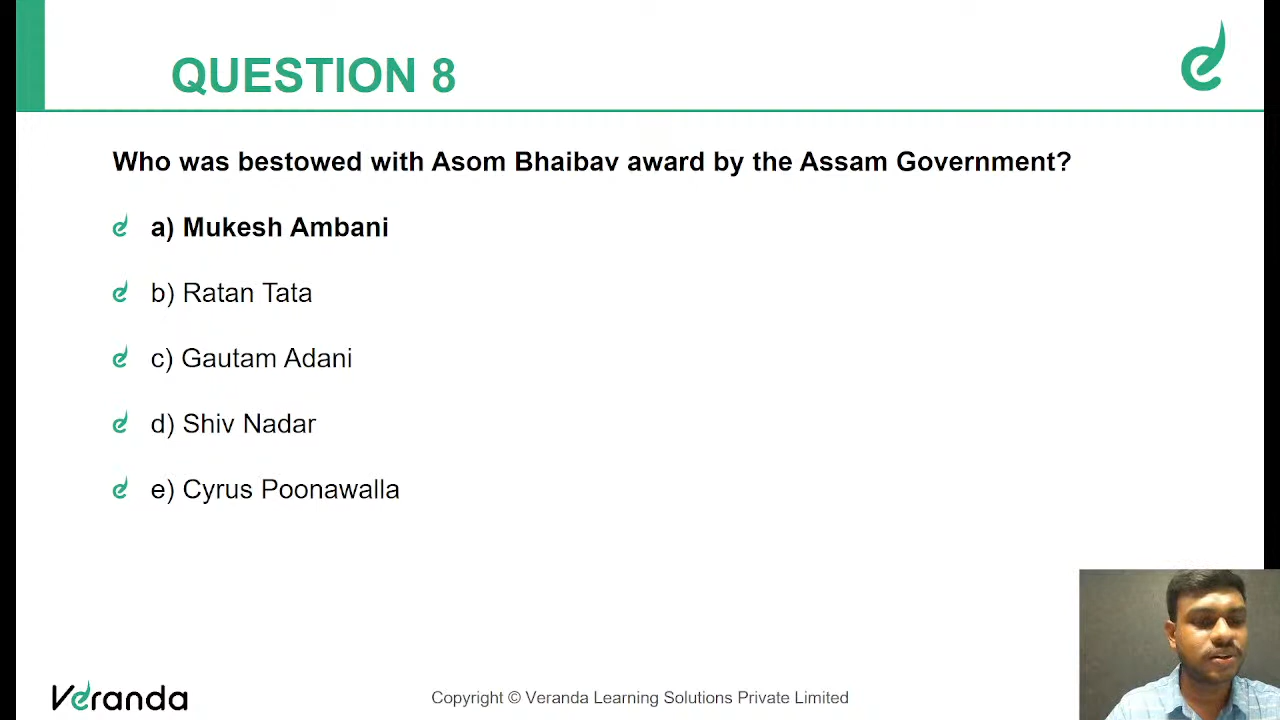 QUESTION 8
Who was bestowed with Asom Bhaibav award by the Assam Government?
a) Mukesh Ambani
b) Ratan Tata
c) Gautam Adani
d) Shiv Nadar
e) Cyrus Poonawalla
Veranda
Copyright © Veranda Learning Solutions Private Limited